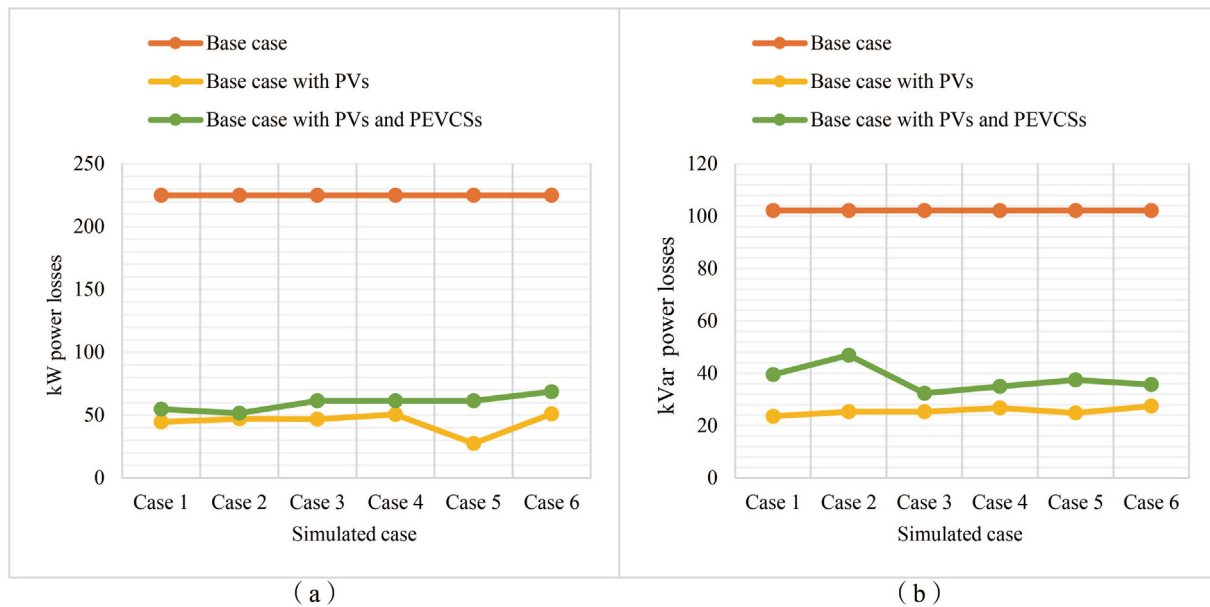 Base case
Base case with PVs
Base case with PVs and PEVCSs
250
200
150
100
50
0
kW power losses
Case 1 Case 2 Case 3 Case 4 Case 5 Case 6
Simulated case
( a )
Base case
Base case with PVs
Base case with PVs and PEVCSs
120
100
80
60
40
20
0
kVar power losses
Case 1 Case 2 Case 3 Case 4 Case 5 Case 6
Simulated case
( b )